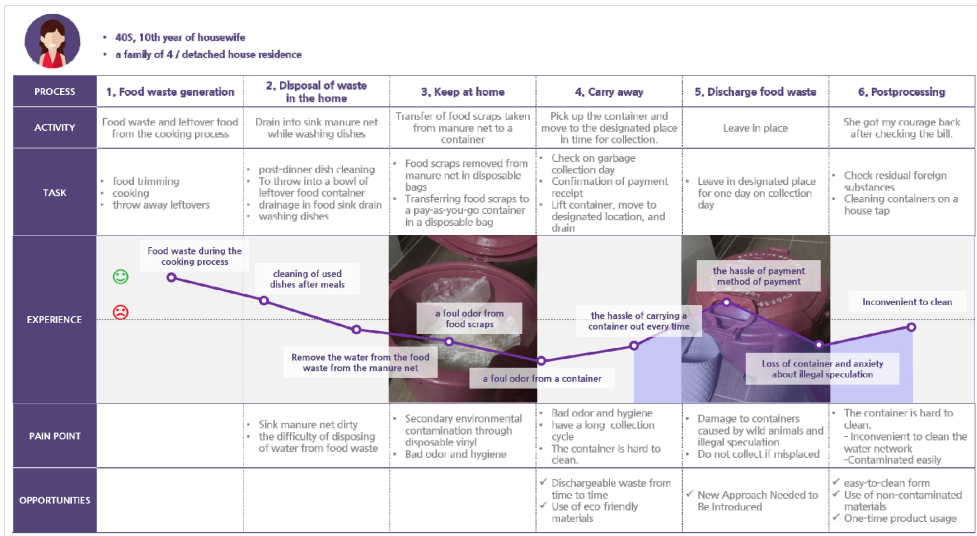 • 40S, 10th year of housewife
• a family of 4 / detached house residence
PROCESS
1. Food waste generation
2. Disposal of waste
in the home
3. Keep at home
4. Carry away
5. Discharge food waste
6. Postprocessing
ACTIVITY
Food waste and leftover food
from the cooking process
Drain into sink manure net
while washing dishes
Transfer of food scraps taken
from manure net to a
container
Pick up the container and
move to the designated place
in time for collection.
Leave in place
She got my courage back
after checking the bill.
TASK
• food trimming
• cooking
• throw away leftovers
• post-dinner dish cleaning
• To throw into a bowl of
leftover food container
• drainage in food sink drain
• washing dishes
• Food scraps removed from
manure net in disposable
bags
• Transferring food scraps to
a pay-as-you-go container
in a disposable bag
• Check on garbage
collection day
• Confirmation of payment
receipt
• Lift container, move to
designated location, and
drain
• Leave in designated place
for one day on collection
day
• Check residual foreign
substances
• Cleaning containers on a
house tap
EXPERIENCE
Food waste during the
cooking process
cleaning of used
dishes after meals
Remove the water from the food
waste from the manure net
a foul odor from
food scraps
a foul odor from a container
the hassle of carrying a
container out every time
the hassle of payment
method of payment
Loss of container and anxiety
about illegal speculation
Inconvenient to clean
PAIN POINT
• Sink manure net dirty
• the difficulty of disposing
of water from food waste
• Secondary environmental
contamination through
disposable vinyl
• Bad odor and hygiene
• Bad odor and hygiene
• have a long collection
cycle
• The container is hard to
clean.
• Damage to containers
caused by wild animals and
illegal speculation
• Do not collect if misplaced
• The container is hard to
clean.
- Inconvenient to clean the
water network
-Contaminated easily
OPPORTUNITIES
✓ Dischargeable waste from
time to time
✓ Use of eco friendly
materials
✓ New Approach Needed to
Be Introduced
✓ easy-to-clean form
✓ Use of non-contaminated
materials
✓ One-time product usage